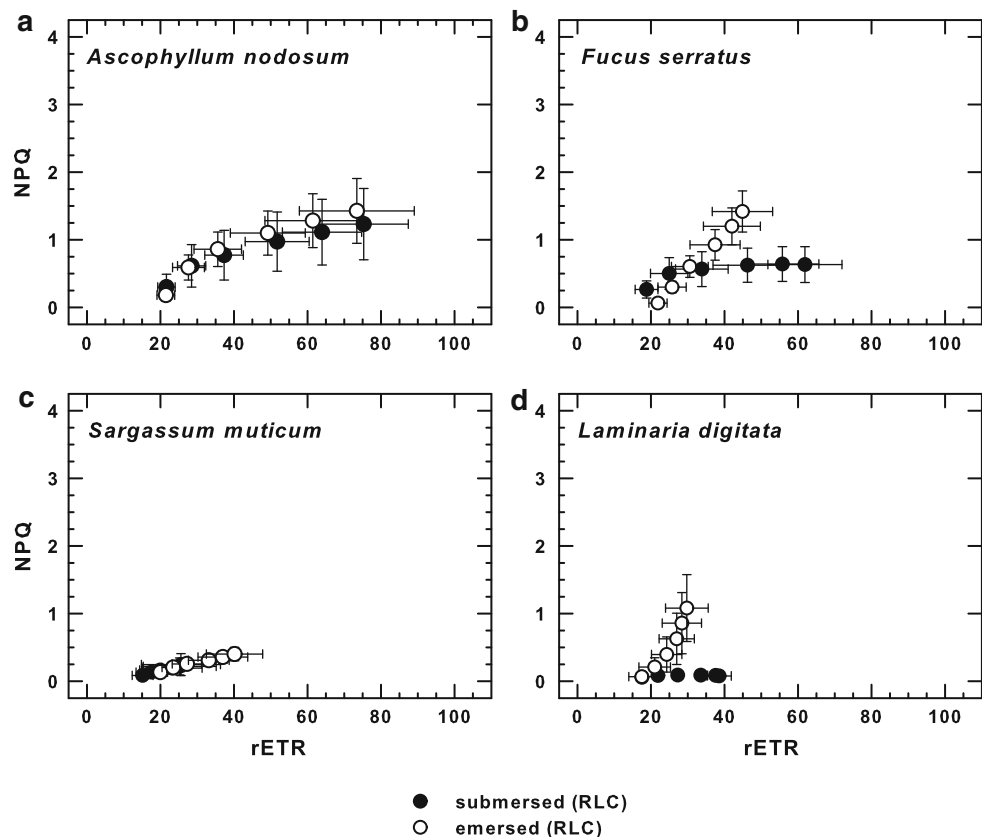 a
b
Ascophyllum nodosum
Fucus serratus
NPQ
4
3
2
1
0
4
3
2
1
0
0 20 40 60 80 100
0 20 40 60 80 100
c
d
Sargassum muticum
Laminaria digitata
NPQ
4
3
2
1
0
4
3
2
1
0
0 20 40 60 80 100
0 20 40 60 80 100
rETR
rETR
submersed (RLC)
emersed (RLC)